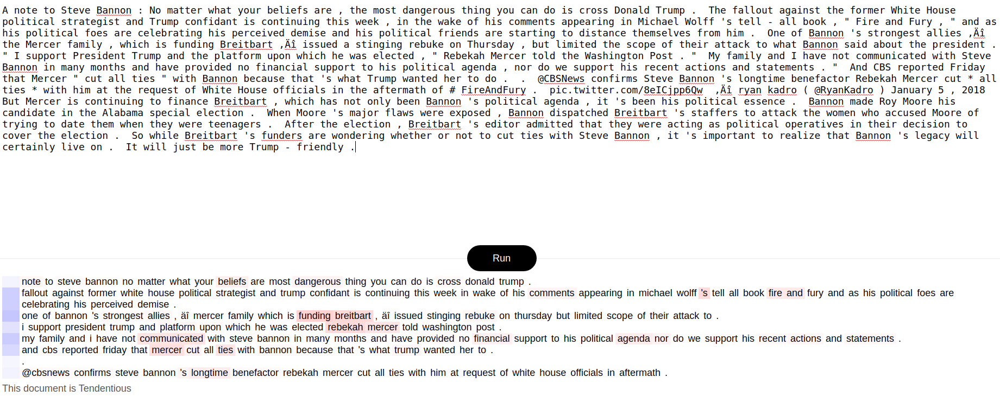 A note to Steve Bannon : No matter what your beliefs are , the most dangerous thing you can do is cross Donald Trump .  The fallout against the former White House
political strategist and Trump confidant is continuing this week , in the wake of his comments appearing in Michael Wolff 's tell - all book , " Fire and Fury , " and as
his political foes are celebrating his perceived demise and his political friends are starting to distance themselves from him .  One of Bannon 's strongest allies ‚Äî
the Mercer family , which is funding Breitbart ‚Äî issued a stinging rebuke on Thursday , but limited the scope of their attack to what Bannon said about the president .
" I support President Trump and the platform upon which he was elected , " Rebekah Mercer told the Washington Post . "  My family and I have not communicated with Steve
Bannon in many months and have provided no financial support to his political agenda , nor do we support his recent actions and statements . "  And CBS reported Friday
that Mercer " cut all ties " with Bannon because that 's what Trump wanted her to do .  .  @CBSNews confirms Steve Bannon 's longtime benefactor Rebekah Mercer cut * all
ties * with him at the request of White House officials in the aftermath of # FireAndFury .  pic.twitter.com/8eICjpp6Qw  ‚Äî ryan kadro ( @RyanKadro ) January 5 , 2018
But Mercer is continuing to finance Breitbart , which has not only been Bannon 's political agenda , it 's been his political essence .  Bannon made Roy Moore his
candidate in the Alabama special election .  When Moore 's major flaws were exposed , Bannon dispatched Breitbart 's staffers to attack the women who accused Moore of
trying to date them when they were teenagers .  After the election , Breitbart 's editor admitted that they were acting as political operatives in their decision to
cover the election .  So while Breitbart 's funders are wondering whether or not to cut ties with Steve Bannon , it 's important to realize that Bannon 's legacy will
certainly live on .  It will just be more Trump - friendly .
Run
note to steve bannon no matter what your beliefs are most dangerous thing you can do is cross donald trump .
fallout against former white house political strategist and trump confidant is continuing this week in wake of his comments appearing in michael wolff 's tell all book fire and fury and as his political foes are
celebrating his perceived demise .
one of bannon 's strongest allies , äî mercer family which is funding breitbart , äî issued stinging rebuke on thursday but limited scope of their attack to .
i support president trump and platform upon which he was elected rebekah mercer told washington post .
my family and i have not communicated with steve bannon in many months and have provided no financial support to his political agenda nor do we support his recent actions and statements .
and cbs reported friday that mercer cut all ties with bannon because that 's what trump wanted her to .
.
@cbsnews confirms steve bannon 's longtime benefactor rebekah mercer cut all ties with him at request of white house officials in aftermath .
This document is Tendentious